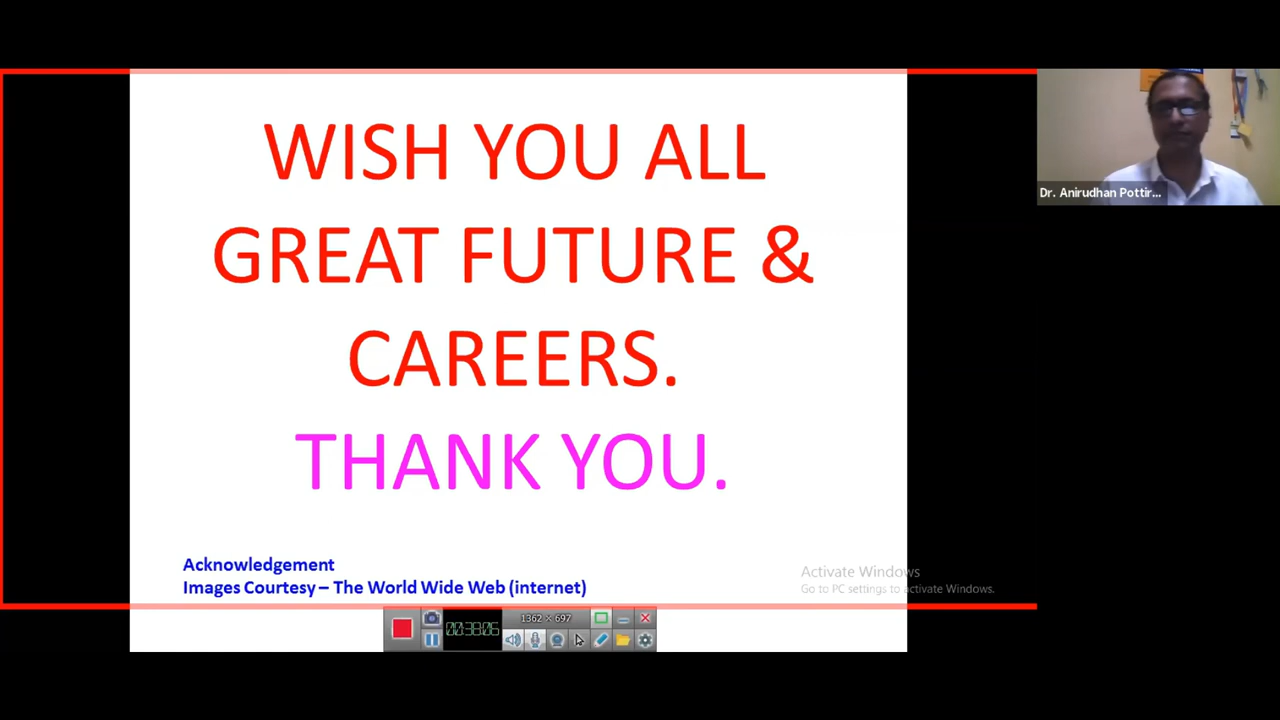 WISH YOU ALL
GREAT FUTURE &
CAREERS.
THANK YOU.
Dr. Anirudhan Pottir...
Acknowledgement
Images Courtesy – The World Wide Web (internet)
Activate Windows
Go to PC settings to activate Windows.
1362 × 697
00:38:06